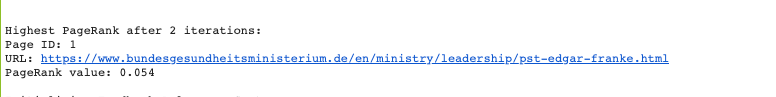 Highest PageRank after 2 iterations:
Page ID: 1
URL: https://www.bundesgesundheitsministerium.de/en/ministry/leadership/pst-edgar-franke.html
PageRank value: 0.054